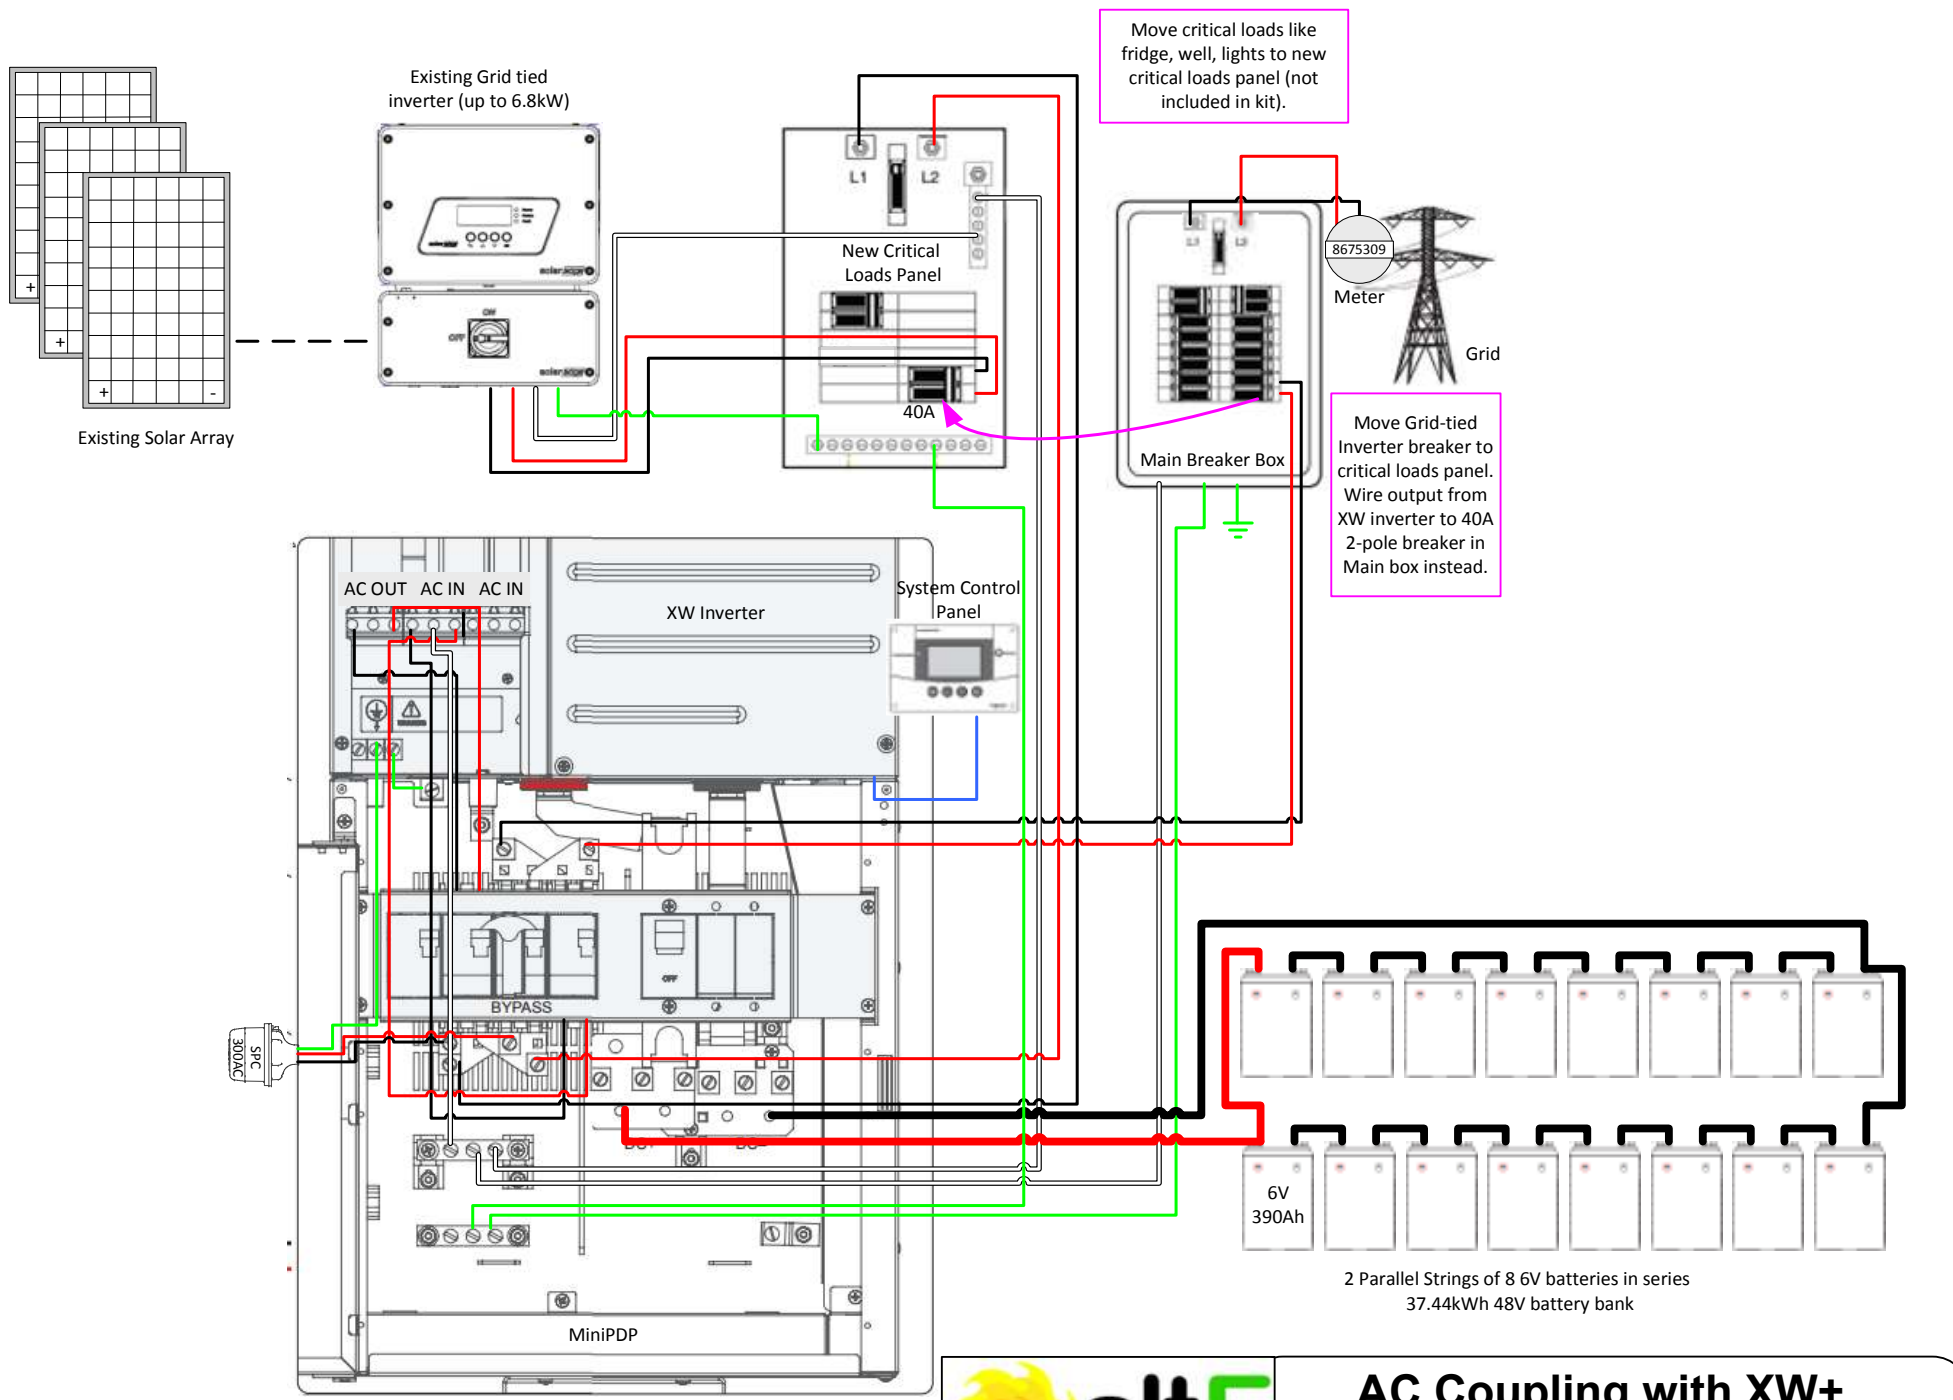 Move critical loads like
fridge, well, lights to new
critical loads panel (not
included in kit).
Existing Grid tied
inverter (up to 6.8kW)
L1
L2
New Critical
Loads Panel
8675309
Meter
Grid
ON
OFF
solar
solar
+
+
+
-
Existing Solar Array
40A
Main Breaker Box
Move Grid-tied
Inverter breaker to
critical loads panel.
Wire output from
XW inverter to 40A
2-pole breaker in
Main box instead.
AC OUT
AC IN
AC IN
XW Inverter
System Control
Panel
OFF
BYPASS
SPC
300AC
6V
390Ah
2 Parallel Strings of 8 6V batteries in series
37.44kWh 48V battery bank
MiniPDP
AC Coupling with XW+